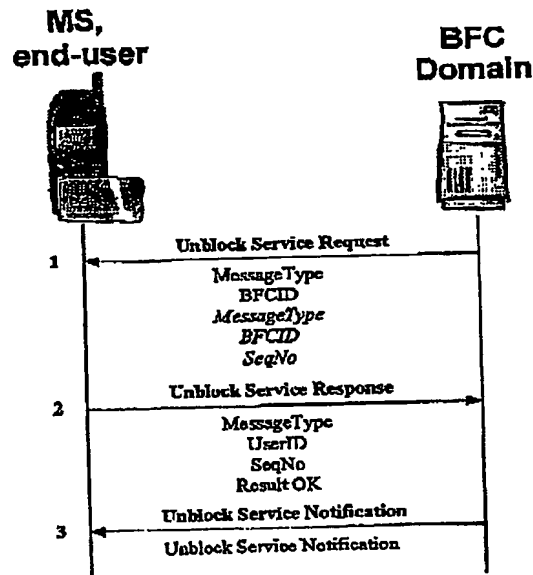 MS,
end-user
BFC
Domain
1
Unblock Service Request
MessageType
BFCID
MessageType
BFCID
SeqNo
2
Unblock Service Response
MessageType
UserID
SeqNo
Result OK
3
Unblock Service Notification
Unblock Service Notification